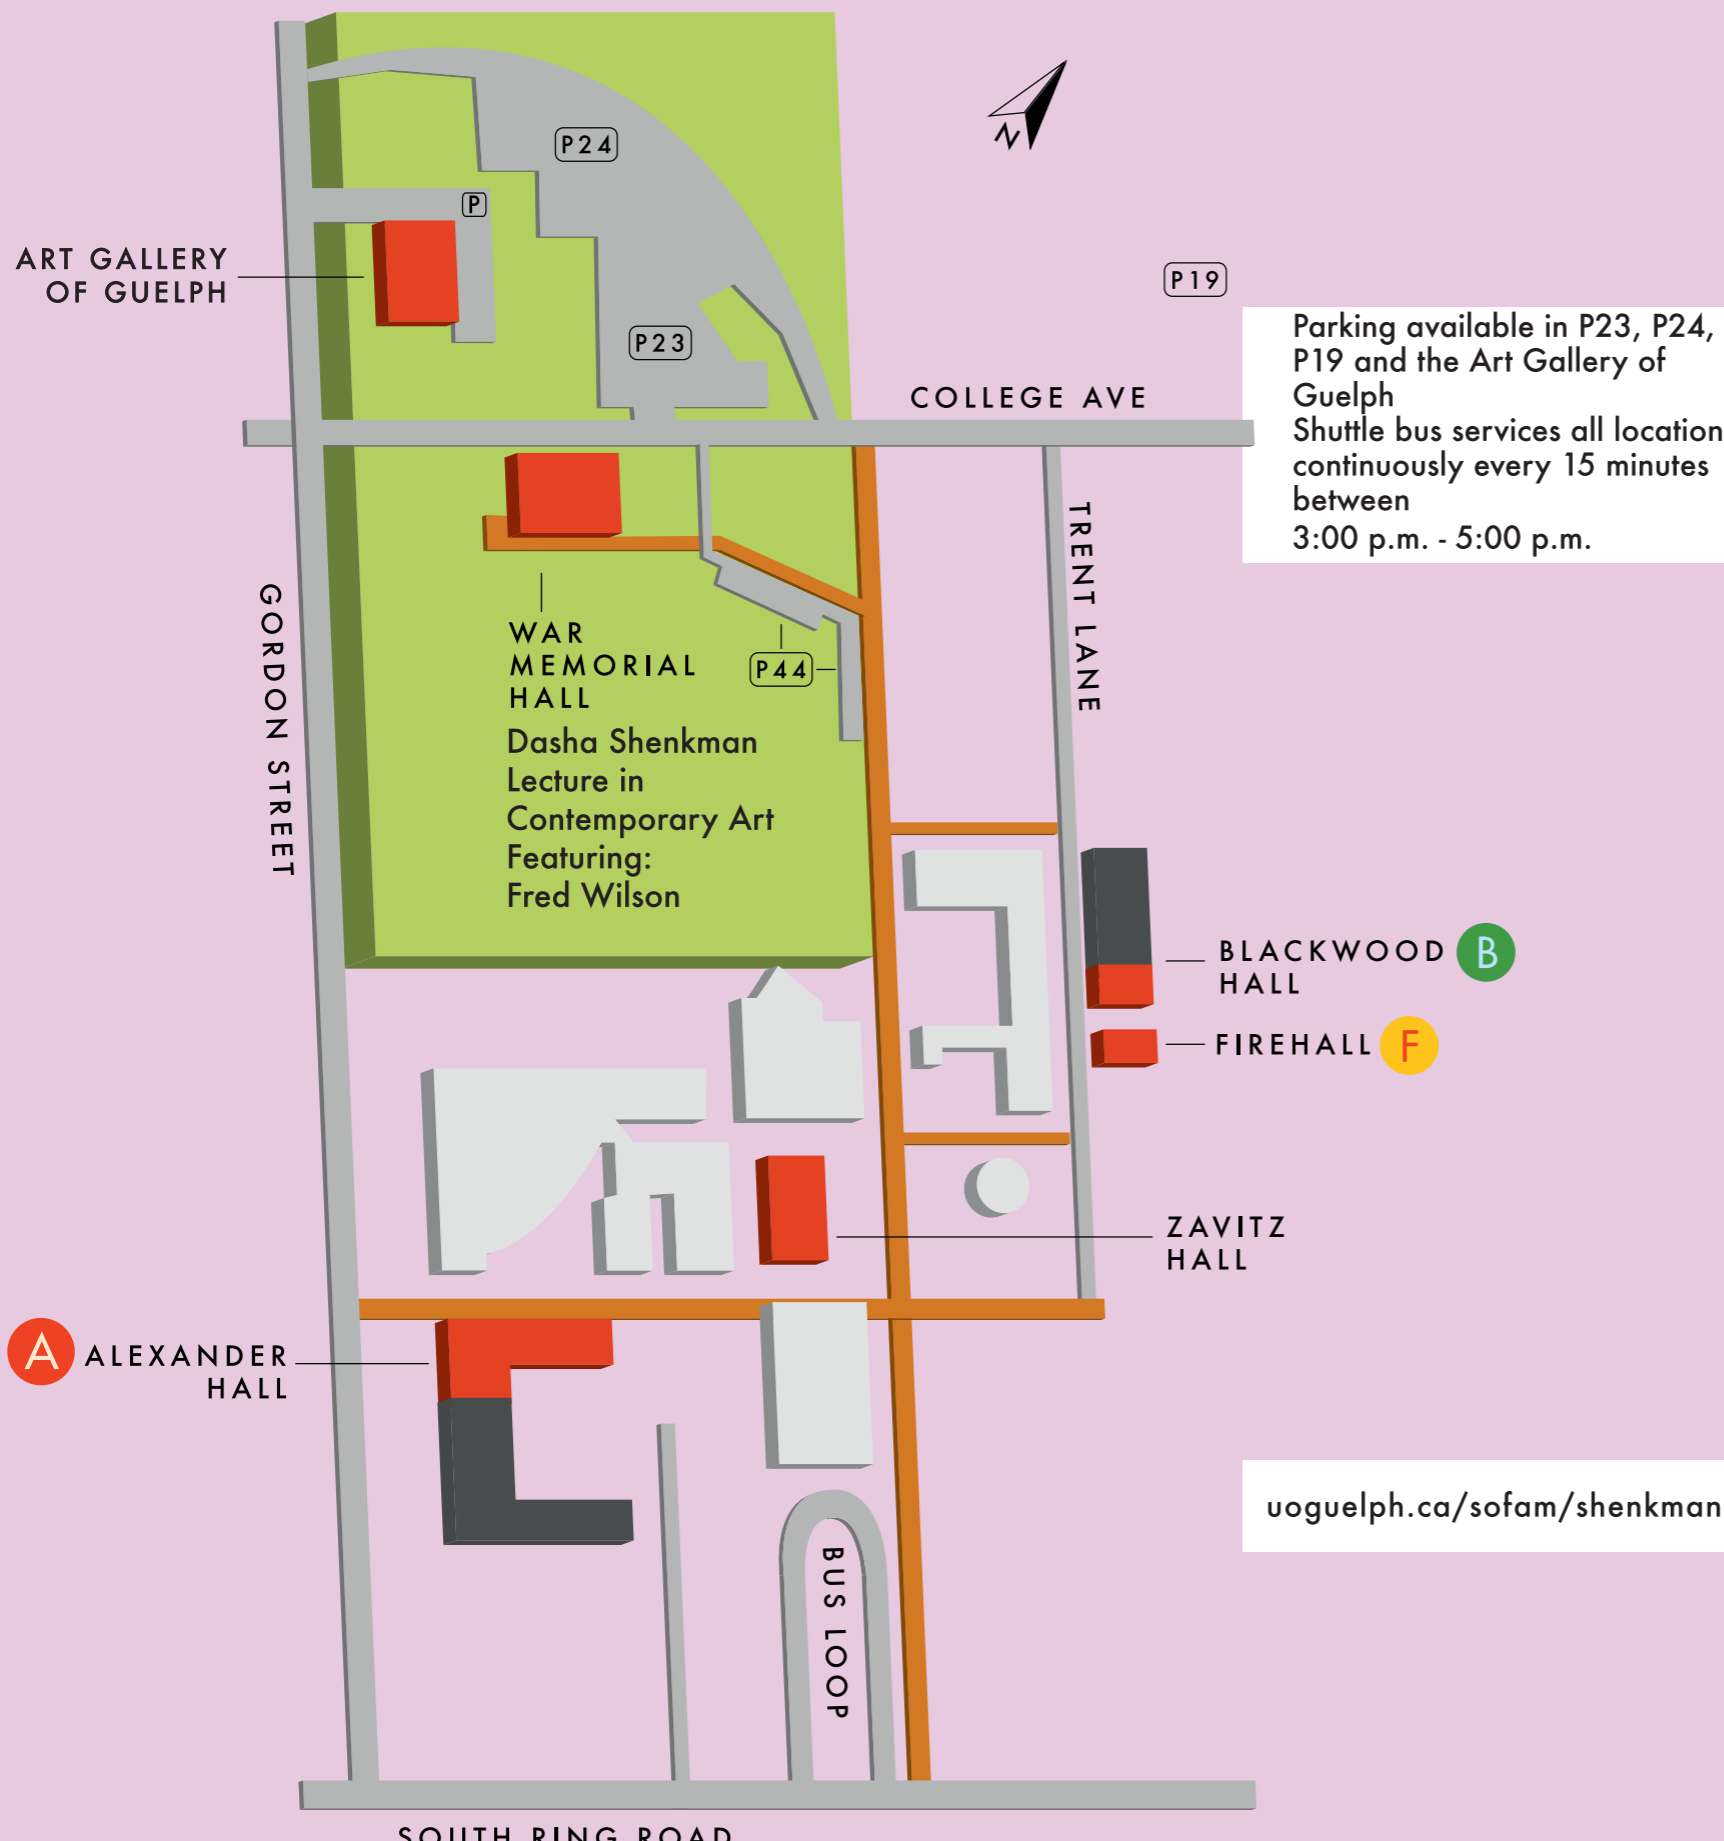 P24
N
P
ART GALLERY
OF GUELPH
P19
P23
COLLEGE AVE
Parking available in P23, P24,
P19 and the Art Gallery of
Guelph
Shuttle bus services all location
continuously every 15 minutes
between
3:00 p.m. - 5:00 p.m.
TRENT LANE
GORDON STREET
WAR
MEMORIAL
HALL
P44
Dasha Shenkman
Lecture in
Contemporary Art
Featuring:
Fred Wilson
BLACKWOOD
HALL
B
FIREHALL F
ZAVITZ
HALL
A ALEXANDER
HALL
uoguelph.ca/sofam/shenkman
BUS LOOP
SOUTH RING ROAD